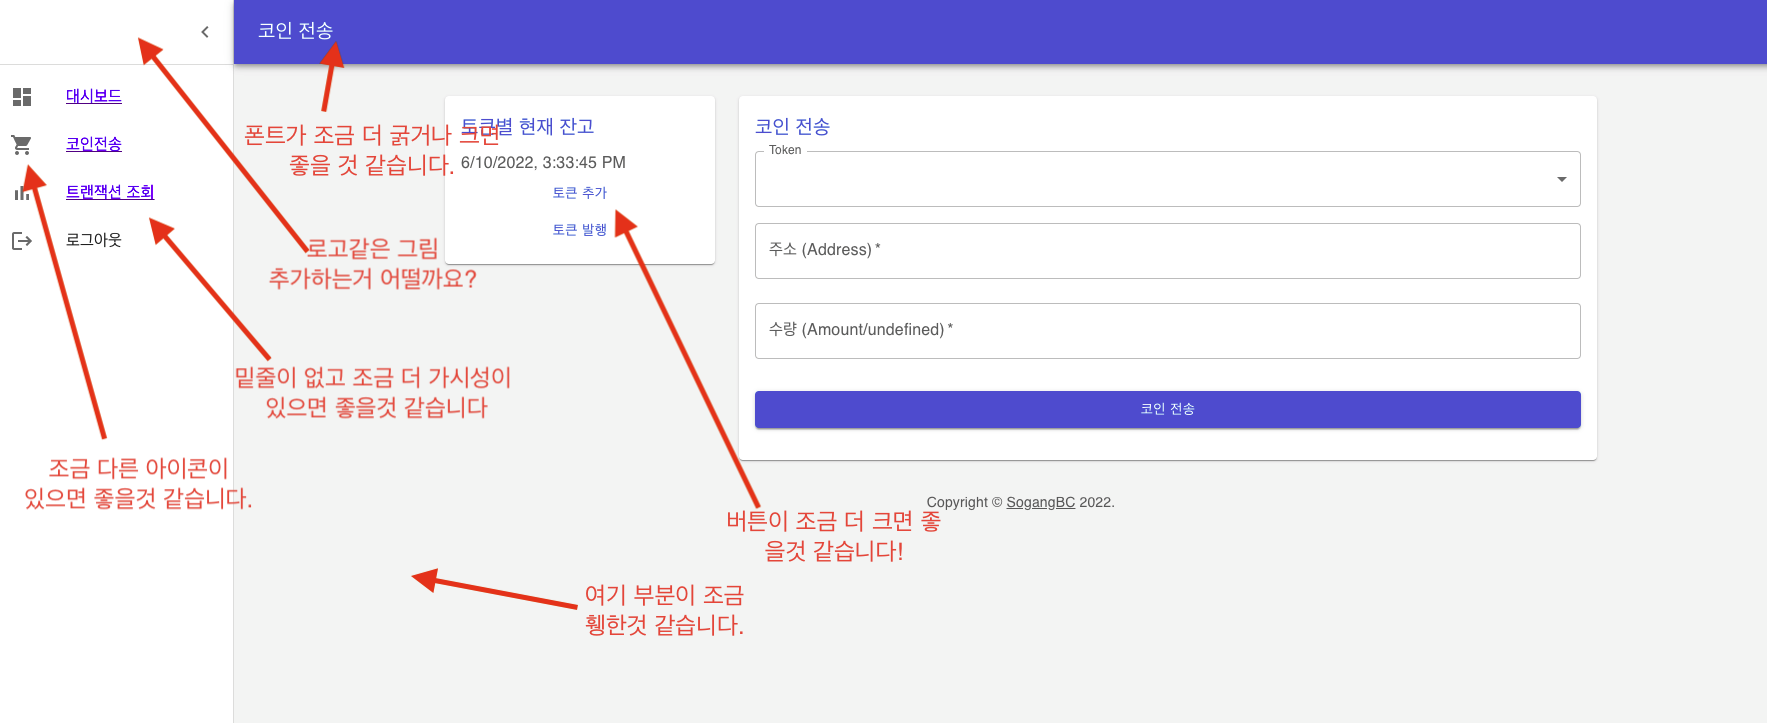 코인 전송
대시보드
코인전송
트랜잭션 조회
로그아웃
폰트가 조금 더 굵거나 크면
좋을 것 같습니다.
로고같은 그림
추가하는거 어떨까요?
밑줄이 없고 조금 더 가시성이
있으면 좋을것 같습니다
조금 다른 아이콘이
있으면 좋을것 같습니다.
토큰별 현재 잔고
6/10/2022, 3:33:45 PM
토큰 추가
토큰 발행
코인 전송
Token
주소 (Address) *
수량 (Amount/undefined) *
코인 전송
Copyright © SogangBC 2022.
버튼이 조금 더 크면 좋
을것 같습니다!
여기 부분이 조금
휑한것 같습니다.